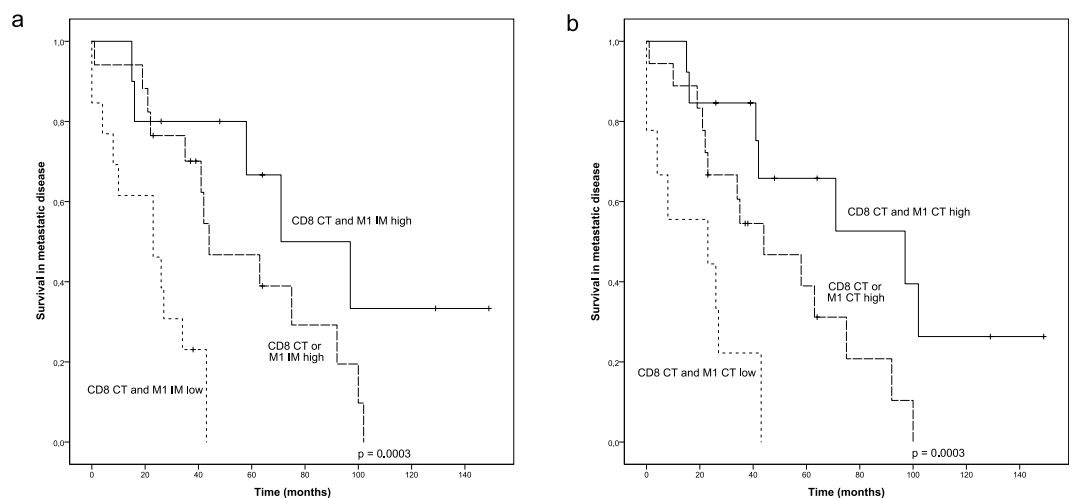 a
Survival in metastatic disease
1,0
0,8
0,6
0,4
0,2
0,0
CD8 CT and M1 IM high
CD8 CT or
M1 IM high
CD8 CT and M1 IM low
p = 0.0003
0 20 40 60 80 100 120 140
Time (months)
b
Survival in metastatic disease
1,0
0,8
0,6
0,4
0,2
0,0
CD8 CT and M1 CT high
CD8 CT or
M1 CT high
CD8 CT and M1 CT low
p = 0.0003
0 20 40 60 80 100 120 140
Time (months)